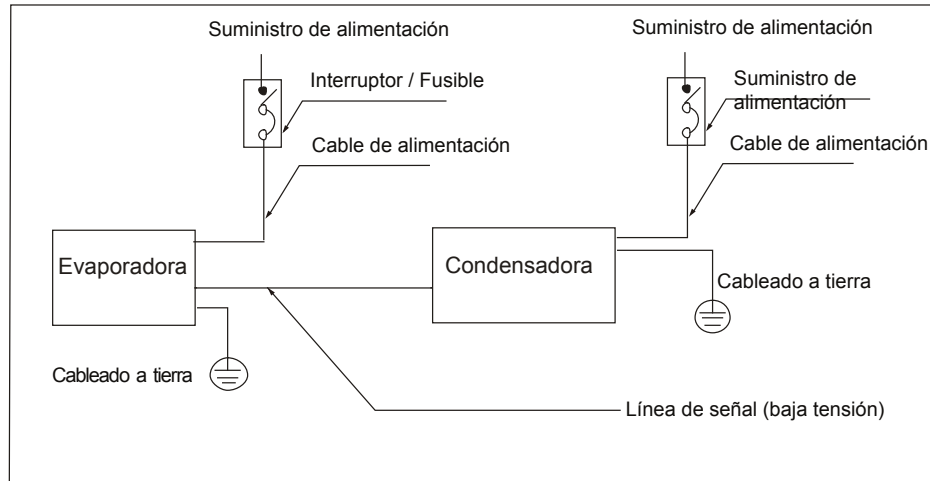 Suministro de alimentación
Suministro de alimentación
Interruptor / Fusible
Suministro de
alimentación
Cable de alimentación
Cable de alimentación
Evaporadora
Condensadora
Cableado a tierra
Cableado a tierra
Línea de señal (baja tensión)